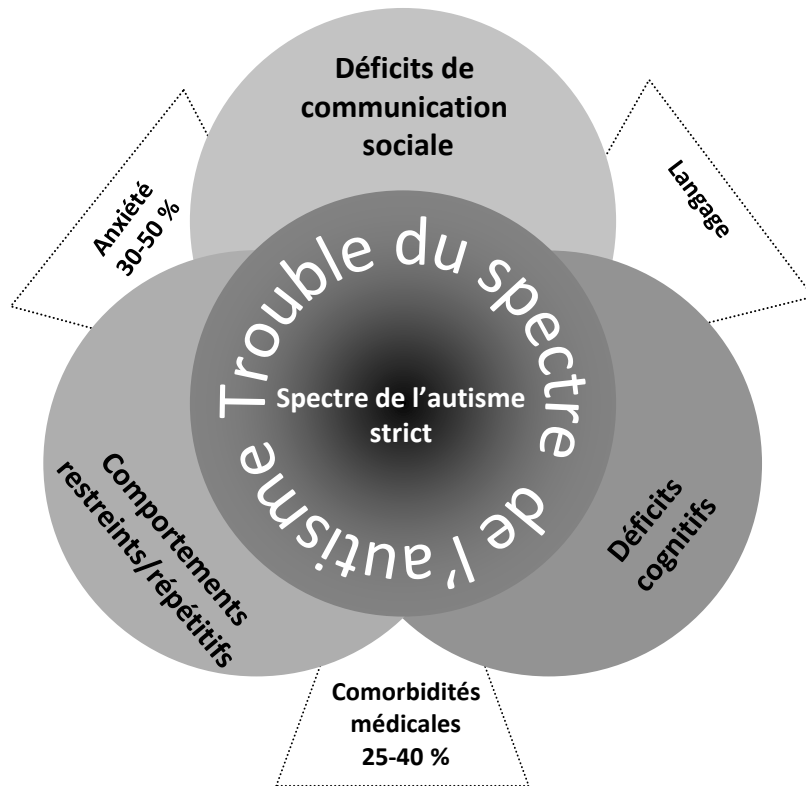 Déficits de
communication
sociale
Anxiété
30-50 %
Langage
Trouble du spectre de l'autisme
Spectre de l'autisme
strict
Comportements
restreints/répétitifs
Déficits
cognitifs
Comorbidités
médicales
25-40 %